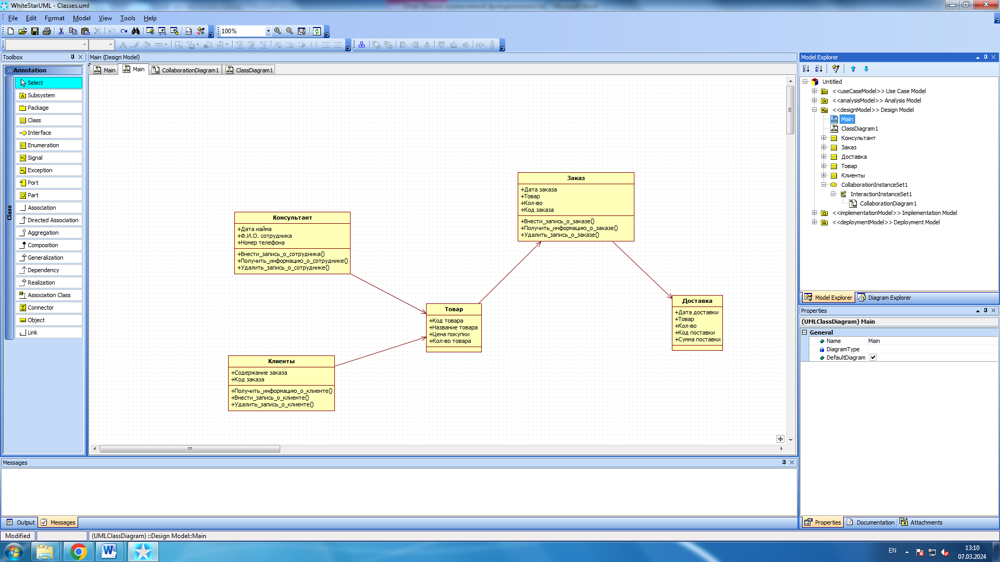 WhiteStarUML - Classes.uml
File Edit Format Model View Tools Help
100%
Toolbox
Annotation
Select
Subsystem
Package
Class
Interface
Enumeration
Signal
Exception
Port
Part
Association
Directed Association
Aggregation
Composition
Generalization
Dependency
Realization
Association Class
Connector
Object
Link
Class
Main (Design Model)
Main Main CollaborationDiagram1 ClassDiagram1
Консультант
+Дата найма
+Ф.И.О. сотрудника
+Номер телефона
+Внести_запись_о_сотрудника()
+Получить_информацию_о_сотруднике()
+Удалить_запись_о_сотруднике()
Заказ
+Дата заказа
+Товар
+Кол-во
+Код заказа
+Внести_запись_о_заказе()
+Получить_информацию_о_заказе()
+Удалить_запись_о_заказе()
Товар
+Код товара
+Название товара
+Цена покупки
+Кол-во товара
Доставка
+Дата доставки
+Товар
+Кол-во
+Код поставки
+Сумма поставки
Клиенты
+Содержание заказа
+Код заказа
+Получить_информацию_о_клиенте()
+Внести_запись_о_клиенте()
+Удалить_запись_о_клиенте()
Model Explorer
Untitled
<<useCaseModel>> Use Case Model
<<analysisModel>> Analysis Model
<<designModel>> Design Model
Main
ClassDiagram1
Консультант
Заказ
Доставка
Товар
Клиенты
CollaborationInstanceSet1
InteractionInstanceSet1
CollaborationDiagram1
<<implementationModel>> Implementation Model
<<deploymentModel>> Deployment Model
Model Explorer Diagram Explorer
Properties
(UMLClassDiagram) Main
General
Name Main
DiagramType
DefaultDiagram
Properties Documentation Attachments
Messages
Output Messages
Modified (UMLClassDiagram) ::Design Model::Main
EN
13:10
07.03.2024